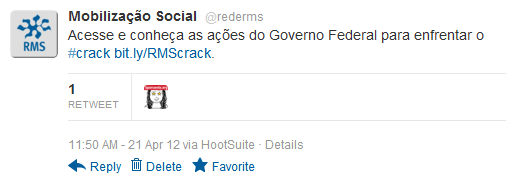 Mobilização Social @rederms
RMS
Acesse e conheça as ações do Governo Federal para enfrentar o
#crack bit.ly/RMScrack.
1
RETWEET
11:50 AM - 21 Apr 12 via HootSuite · Details
Reply Delete Favorite